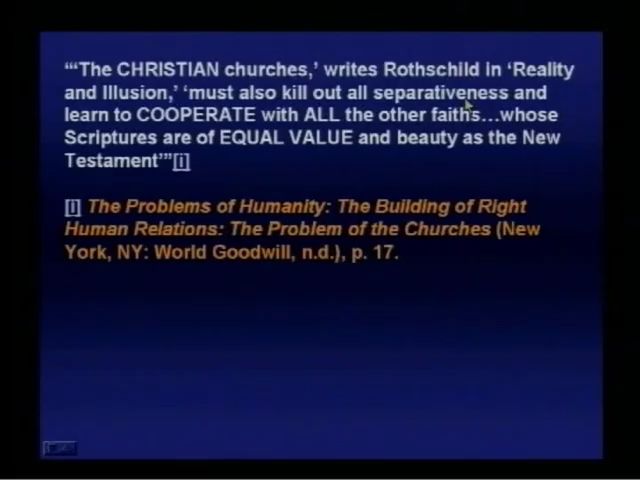 “‘The CHRISTIAN churches,’ writes Rothschild in ‘Reality
and Illusion,’ ‘must also kill out all separativeness and
learn to COOPERATE with ALL the other faiths…whose
Scriptures are of EQUAL VALUE and beauty as the New
Testament’”[i]
[i] The Problems of Humanity: The Building of Right
Human Relations: The Problem of the Churches (New
York, NY: World Goodwill, n.d.), p. 17.